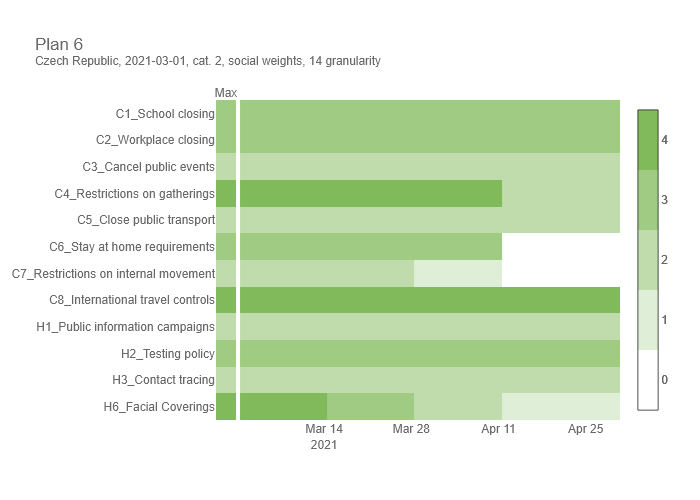 Plan 6
Czech Republic, 2021-03-01, cat. 2, social weights, 14 granularity
Max
C1_School closing
C2_Workplace closing
C3_Cancel public events
C4_Restrictions on gatherings
C5_Close public transport
C6_Stay at home requirements
C7_Restrictions on internal movement
C8_International travel controls
H1_Public information campaigns
H2_Testing policy
H3_Contact tracing
H6_Facial Coverings
Mar 14 Mar 28 Apr 11 Apr 25
2021
4
3
2
1
0